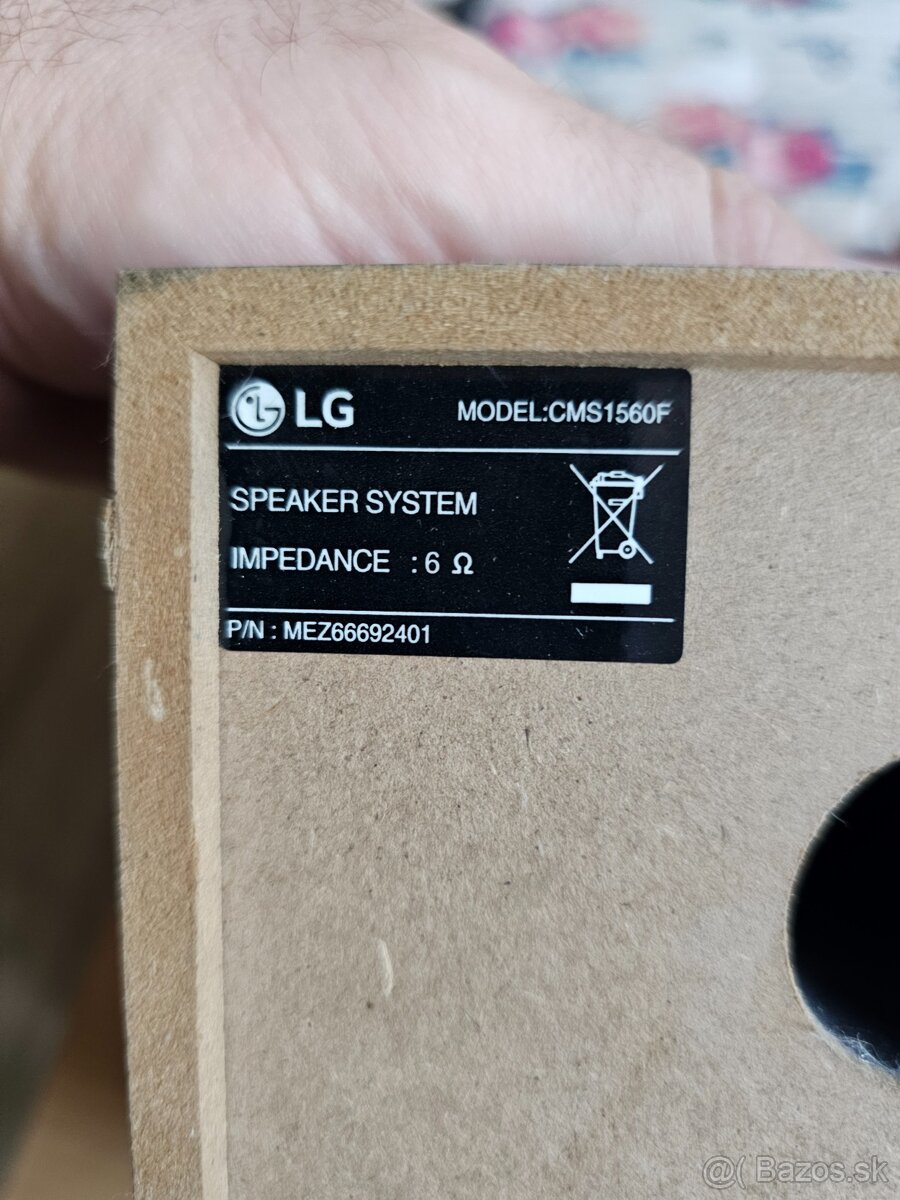 LG MODEL:CMS1560F
SPEAKER SYSTEM
IMPEDANCE : 6 Ω
P/N : MEZ66692401
@( Bazos.sk